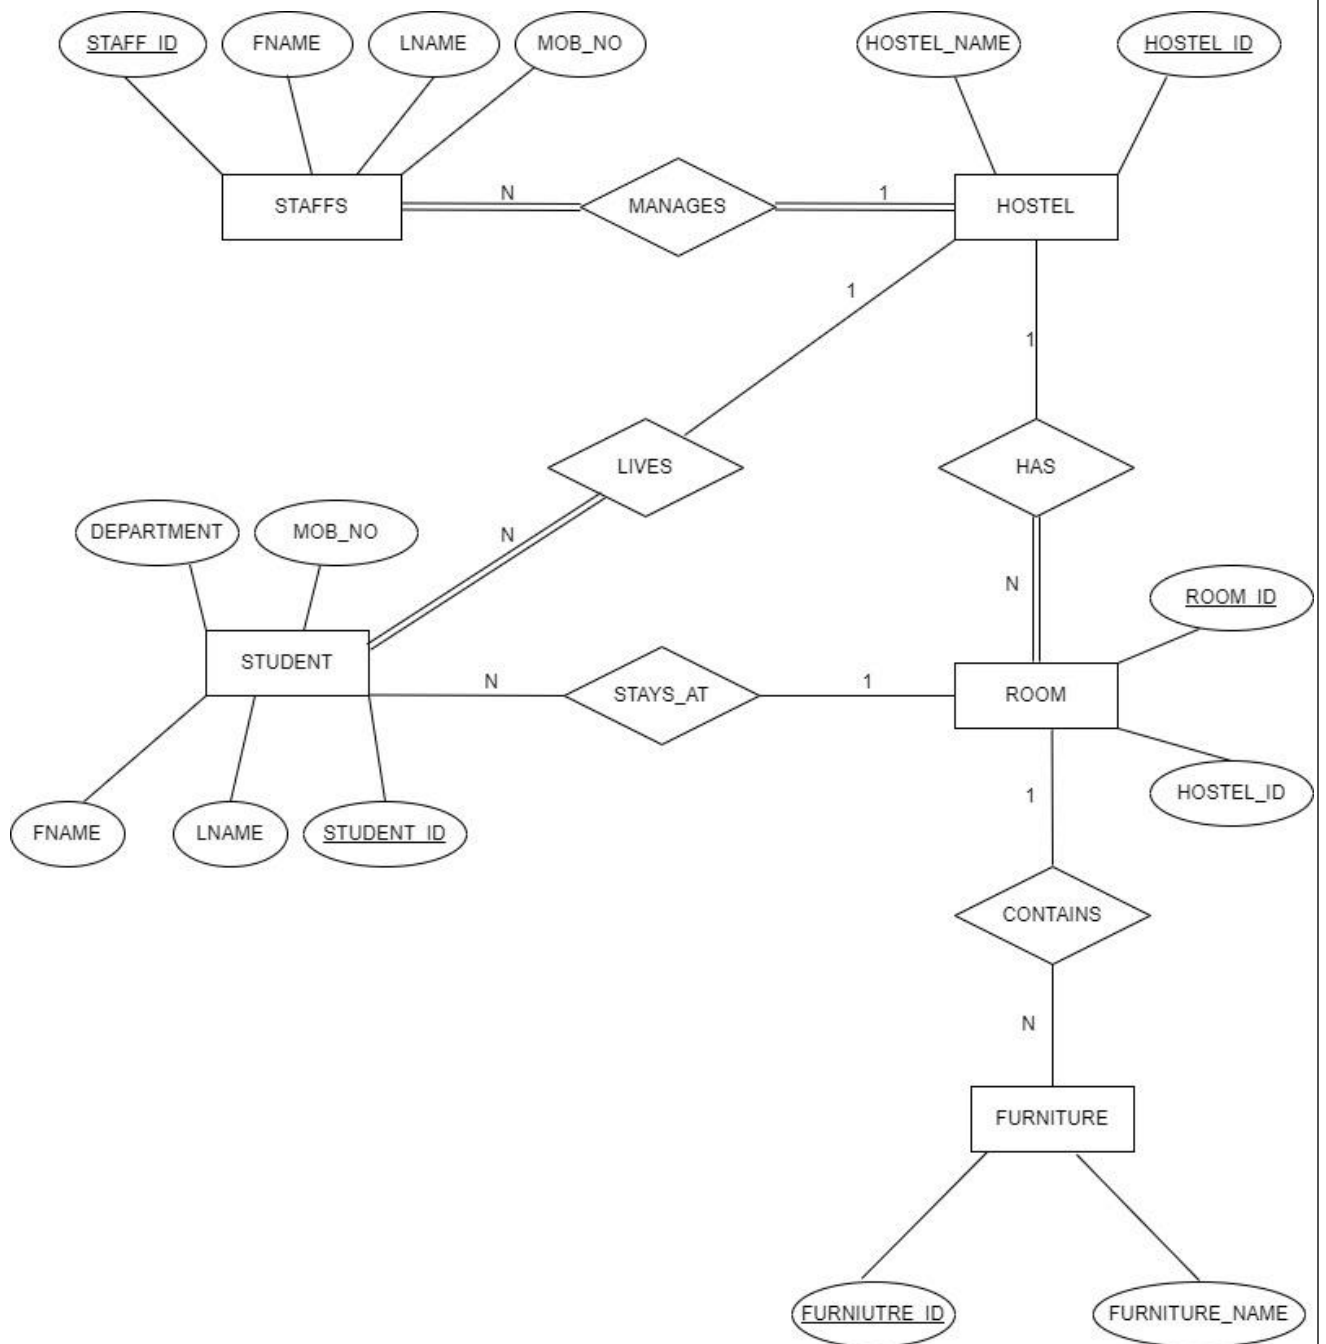 STAFF_ID
FNAME
LNAME
MOB_NO
HOSTEL_NAME
HOSTEL_ID
STAFFS
N
MANAGES
1
HOSTEL
1
1
LIVES
HAS
DEPARTMENT
MOB_NO
N
N
ROOM_ID
STUDENT
N
STAYS_AT
1
ROOM
HOSTEL_ID
1
FNAME
LNAME
STUDENT_ID
CONTAINS
N
FURNITURE
FURNIUTRE_ID
FURNITURE_NAME